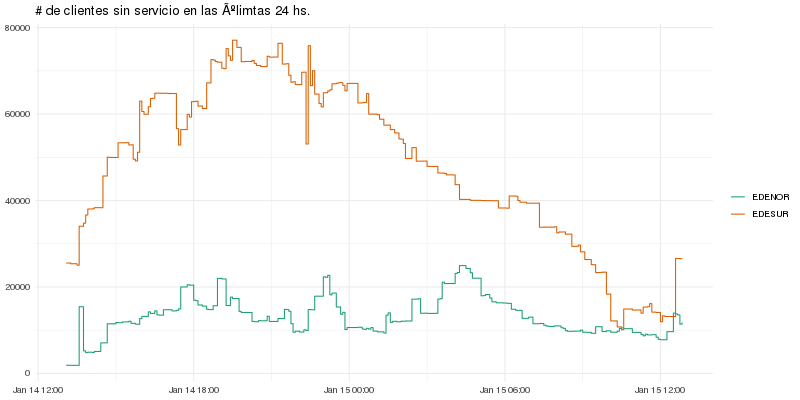 # de clientes sin servicio en las Ãºlimtas 24 hs.
80000
60000
40000
20000
0
Jan 14 12:00 Jan 14 18:00 Jan 15 00:00 Jan 15 06:00 Jan 15 12:00
EDENOR
EDESUR